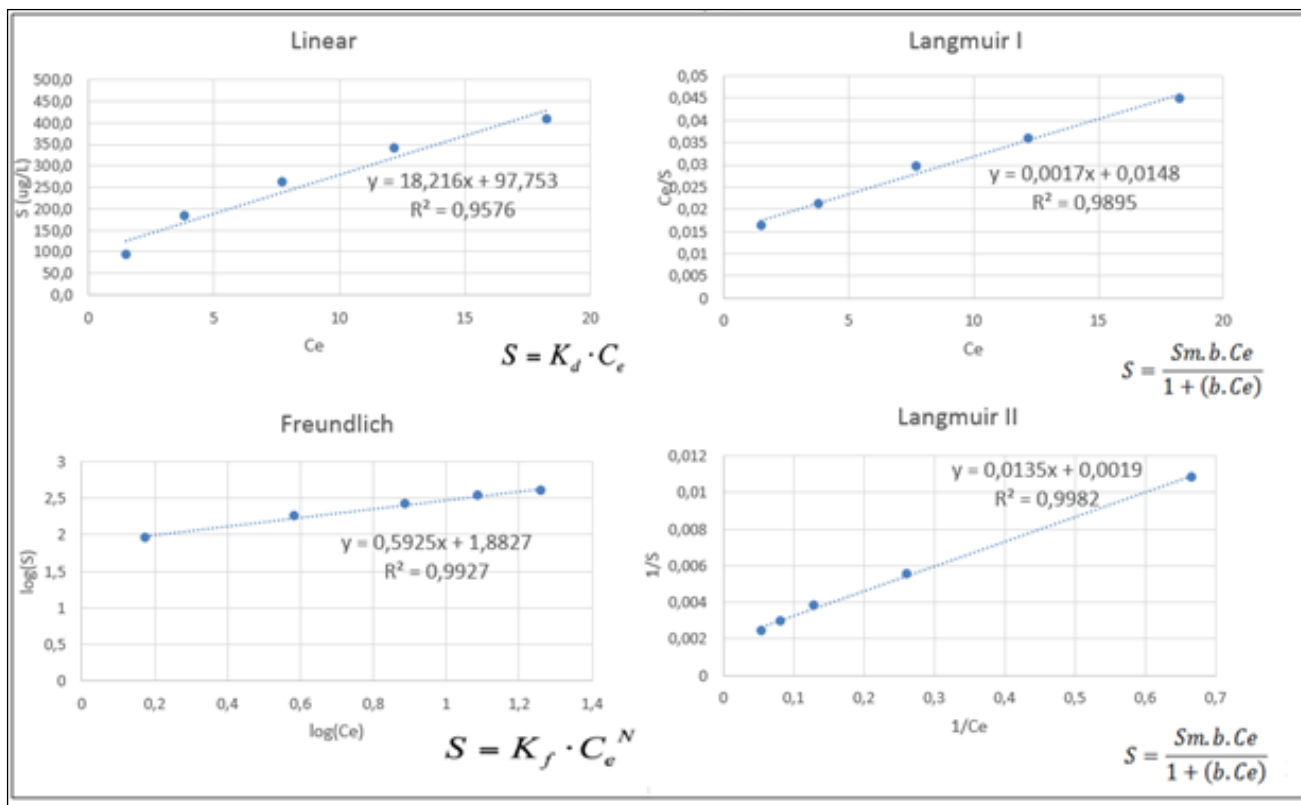 Linear
500,0
450,0
400,0
350,0
300,0
250,0
200,0
150,0
100,0
50,0
0,0
S (ug/L)
y = 18,216x + 97,753
R² = 0,9576
0 5 10 15 20
Ce
S = K_d · C_e
Langmuir I
0,05
0,045
0,04
0,035
0,03
0,025
0,02
0,015
0,01
0,005
0
Ce/S
y = 0,0017x + 0,0148
R² = 0,9895
0 5 10 15 20
Ce
S = Sm.b.Ce / 1 + (b.Ce)
Freundlich
3
2,5
2
1,5
1
0,5
0
log(S)
y = 0,5925x + 1,8827
R² = 0,9927
0 0,2 0,4 0,6 0,8 1 1,2 1,4
log(Ce)
S = K_f · C_e^N
Langmuir II
0,012
0,01
0,008
0,006
0,004
0,002
0
1/S
y = 0,0135x + 0,0019
R² = 0,9982
0 0,1 0,2 0,3 0,4 0,5 0,6 0,7
1/Ce
S = Sm.b.Ce / 1 + (b.Ce)